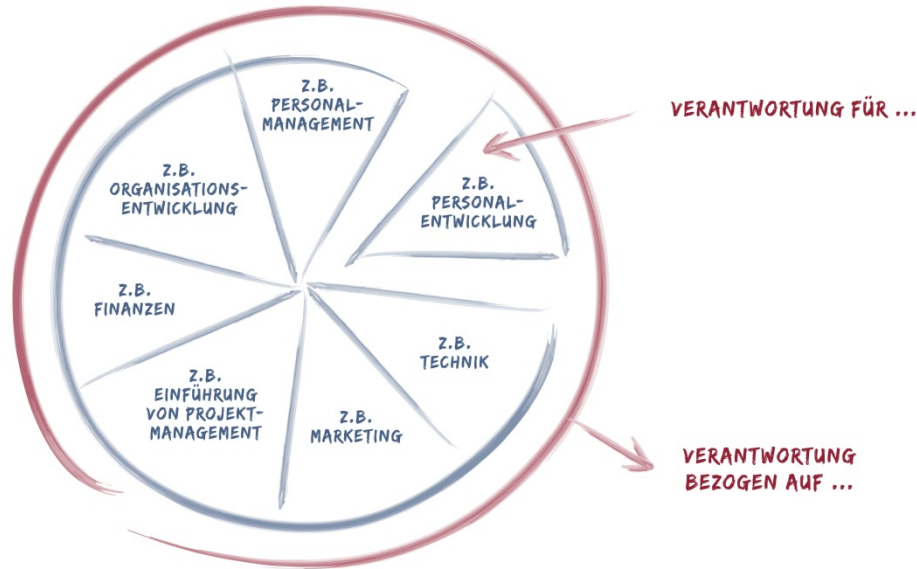 Z.B.
PERSONAL-
MANAGEMENT
VERANTWORTUNG FÜR ...
Z.B.
ORGANISATIONS-
ENTWICKLUNG
Z.B.
PERSONAL-
ENTWICKLUNG
Z.B.
FINANZEN
Z.B.
TECHNIK
Z.B.
EINFÜHRUNG
VON PROJEKT-
MANAGEMENT
Z.B.
MARKETING
VERANTWORTUNG
BEZOGEN AUF ...